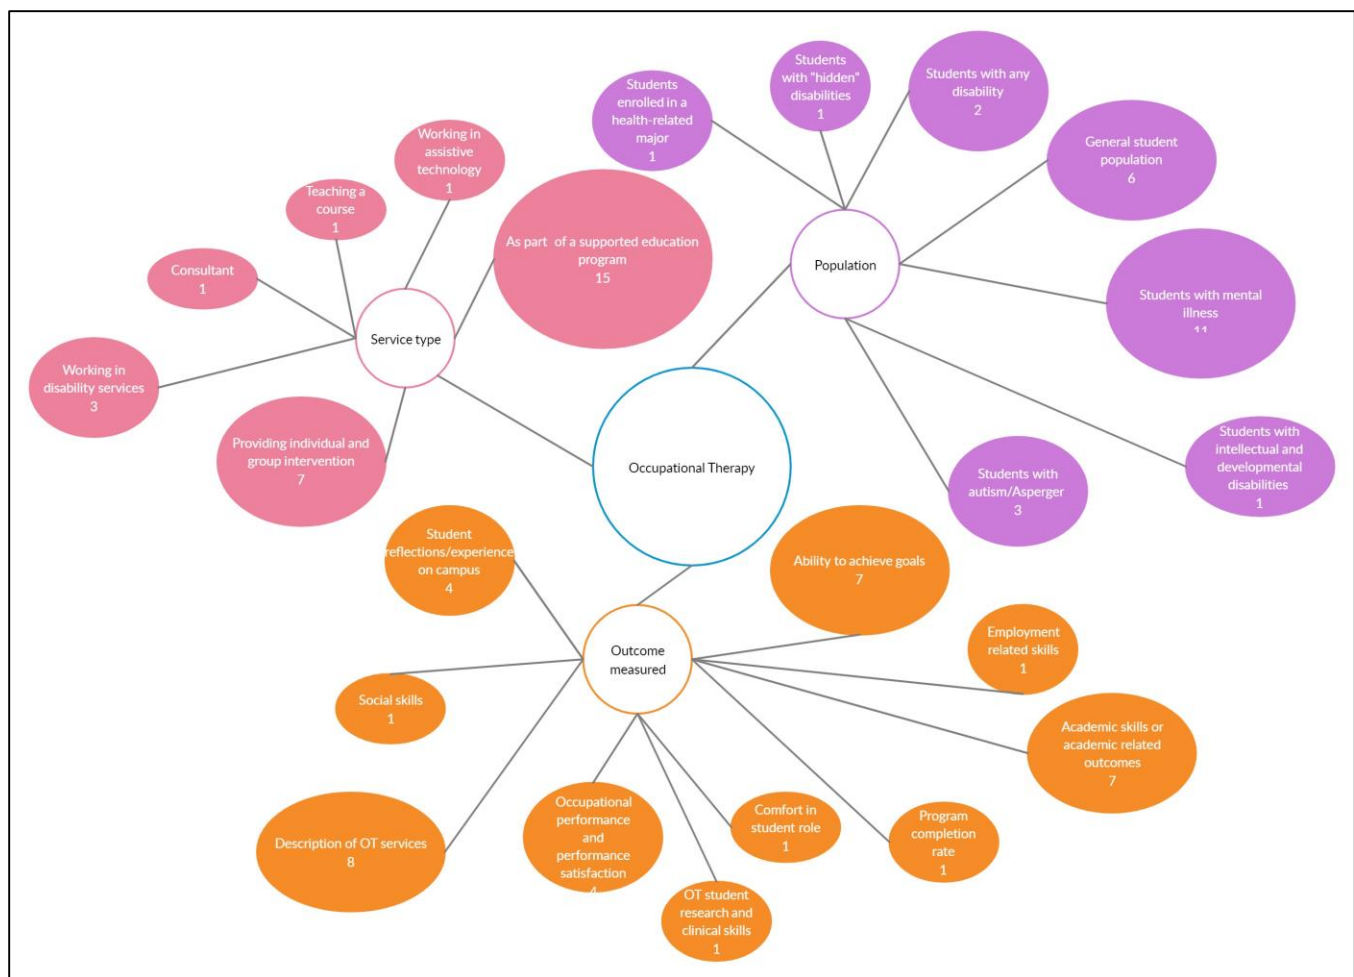 Students
with "hidden"
disabilities
1
Students with any
disability
2
Students
enrolled in a
health-related
major
1
General student
population
6
Working in
assistive
technology
1
Teaching a
course
1
As part of a supported education
program
15
Population
Consultant
1
Students with mental
illness
11
Service type
Working in
disability services
3
Providing individual and
group intervention
7
Occupational Therapy
Students with
autism/Asperger
3
Students with
intellectual and
developmental
disabilities
1
Student
reflections/experience
on campus
4
Ability to achieve goals
7
Outcome
measured
Employment
related skills
1
Social skills
1
Academic skills or
academic related
outcomes
7
Description of OT services
8
Occupational
performance
and
performance
satisfaction
4
Comfort in
student role
1
Program
completion
rate
1
OT student
research and
clinical skills
1